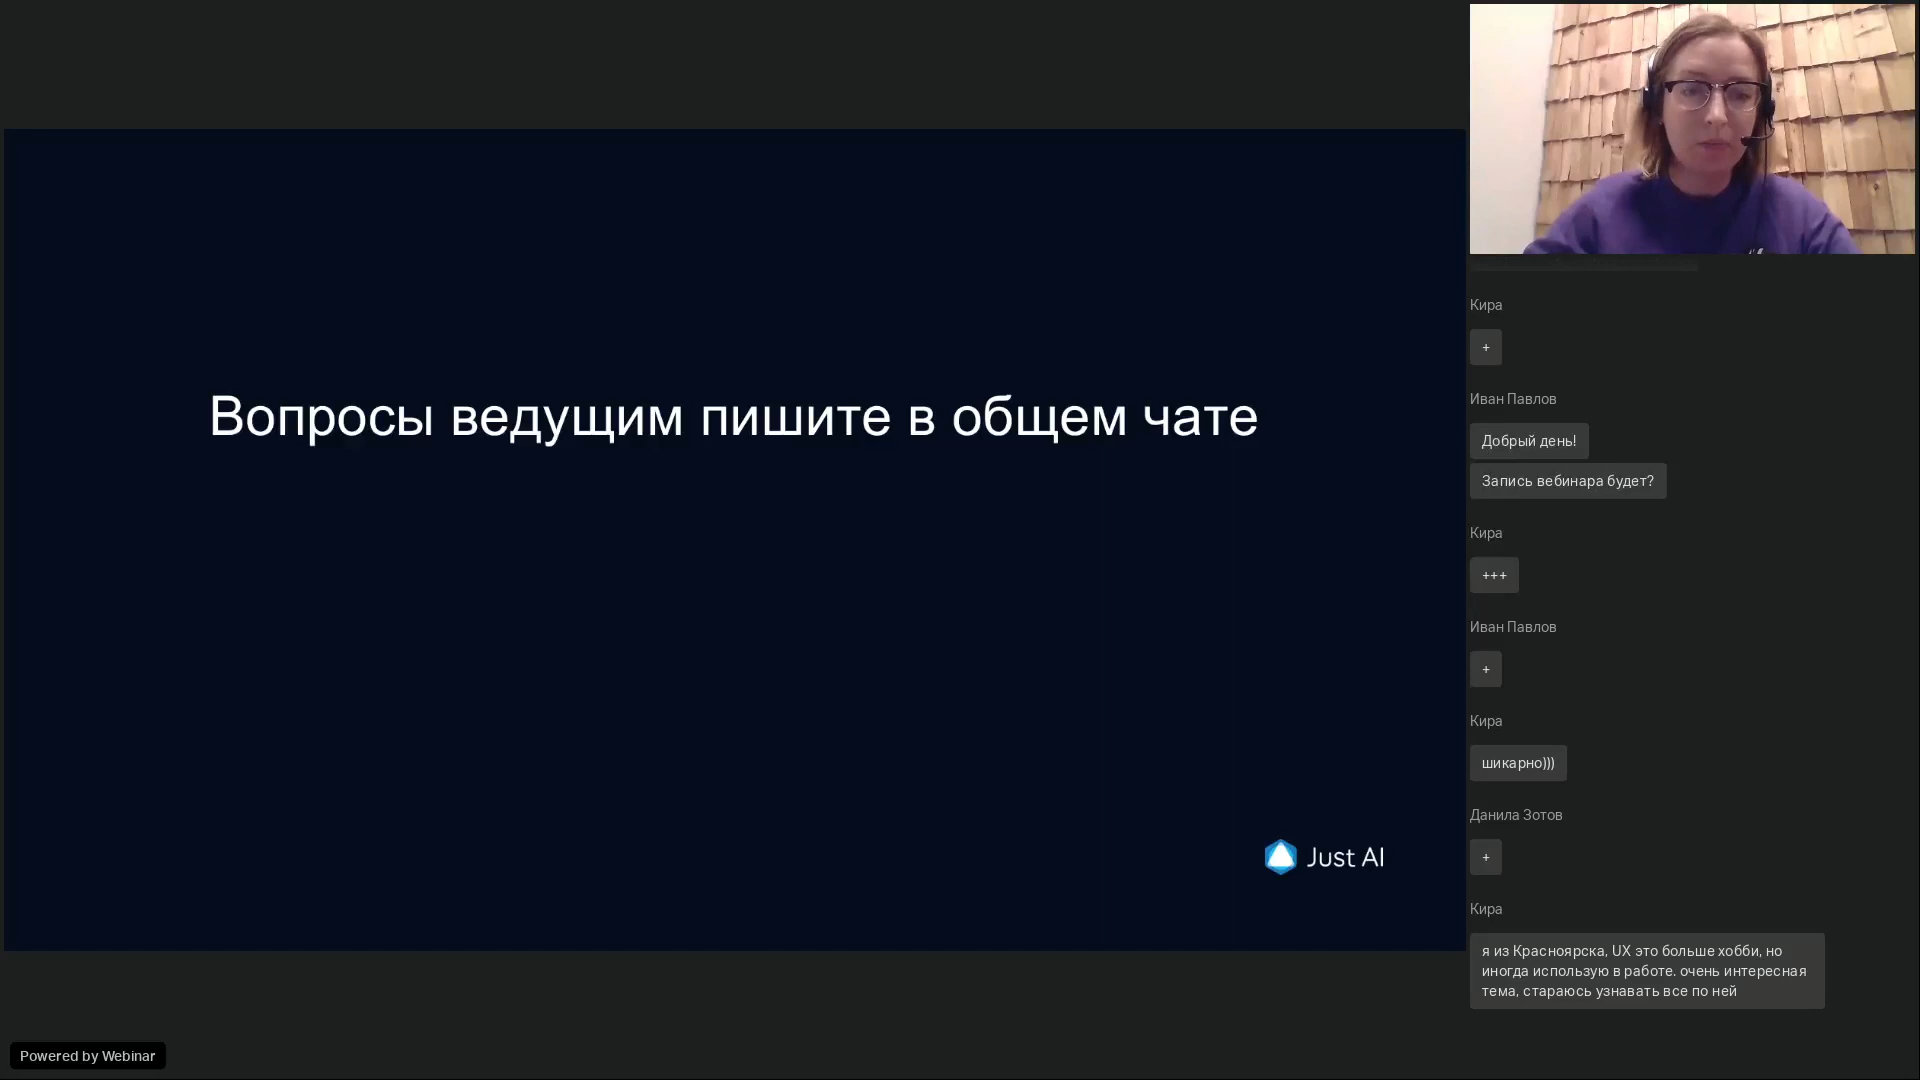 Вопросы ведущим пишите в общем чате
Just AI
Powered by Webinar
Кира
+
Иван Павлов
Добрый день!
Запись вебинара будет?
Кира
+++
Иван Павлов
+
Кира
шикарно)))
Данила Зотов
+
Кира
я из Красноярска, UX это больше хобби, но
иногда использую в работе. очень интересная
тема, стараюсь узнавать все по ней